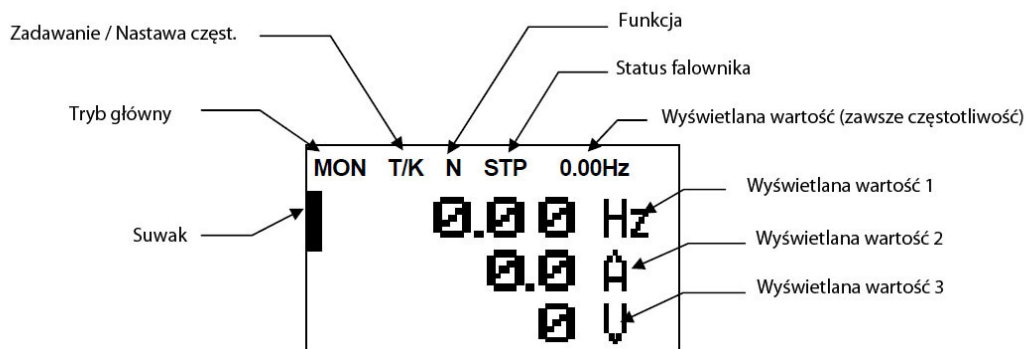 Funkcja
Zadawanie / Nastawa częst.
Status falownika
Tryb główny
Wyświetlana wartość (zawsze częstotliwość)
MON T/K N STP 0.00Hz
Wyświetlana wartość 1
0.00 Hz
Suwak
Wyświetlana wartość 2
0.0 A
Wyświetlana wartość 3
0 V